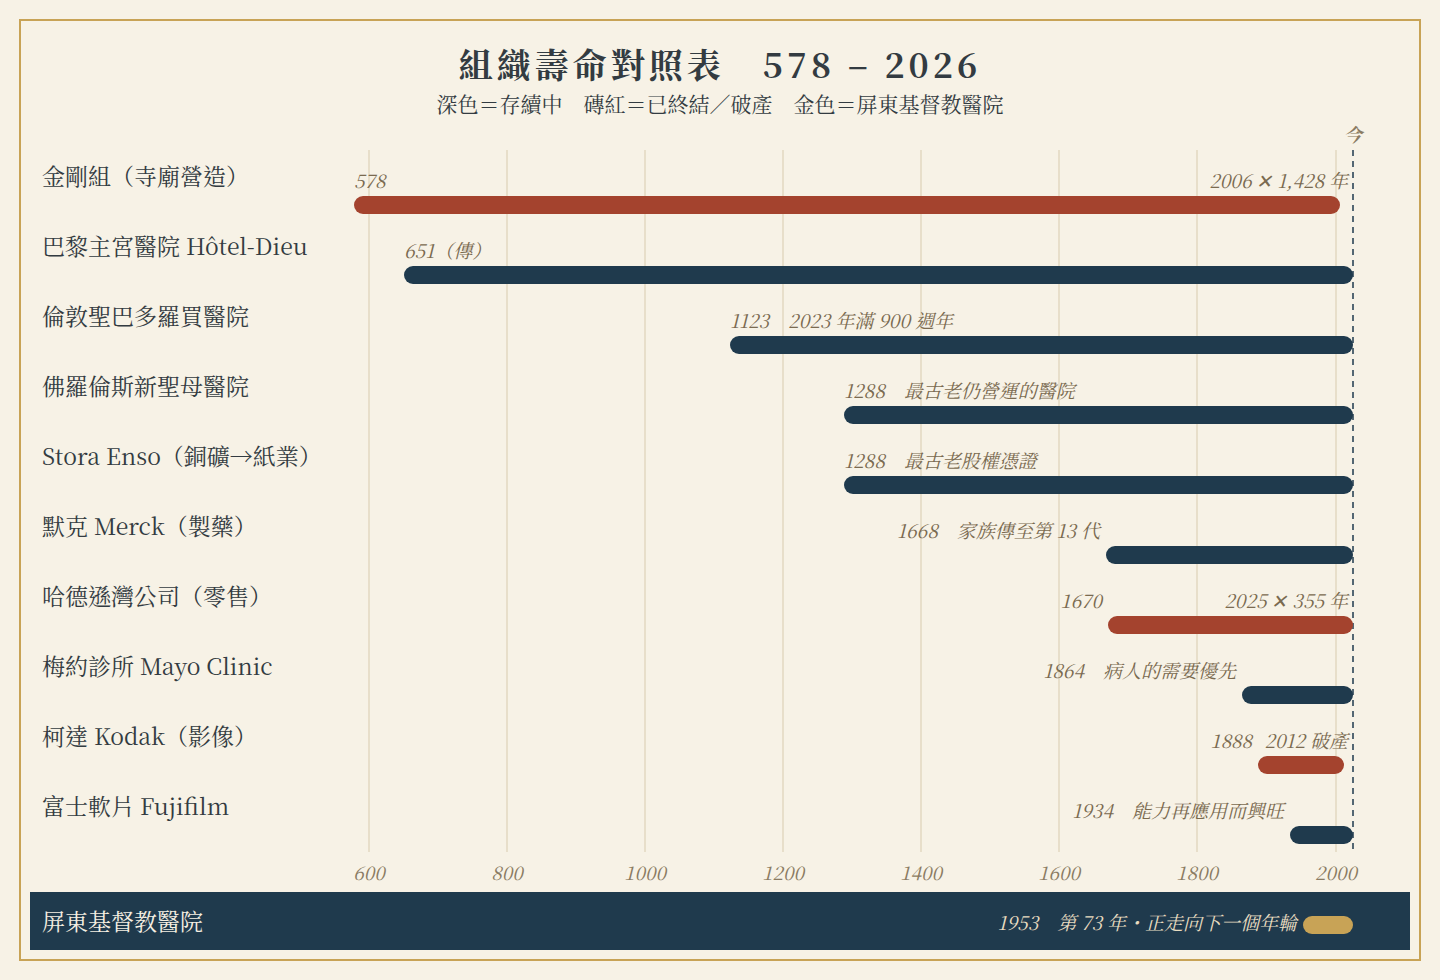 組織壽命對照表　578 – 2026
深色＝存續中　磚紅＝已終結／破產　金色＝屏東基督教醫院
今
金剛組（寺廟營造）
578
2006 × 1,428 年
巴黎主宮醫院 Hôtel-Dieu
651（傳）
倫敦聖巴多羅買醫院
1123　2023 年滿 900 週年
佛羅倫斯新聖母醫院
1288　最古老仍營運的醫院
Stora Enso（銅礦→紙業）
1288　最古老股權憑證
默克 Merck（製藥）
1668　家族傳至第 13 代
哈德遜灣公司（零售）
1670
2025 × 355 年
梅約診所 Mayo Clinic
1864　病人的需要優先
柯達 Kodak（影像）
1888
2012 破產
富士軟片 Fujifilm
1934　能力再應用而興旺
600 800 1000 1200 1400 1600 1800 2000
屏東基督教醫院
1953　第 73 年・正走向下一個年輪